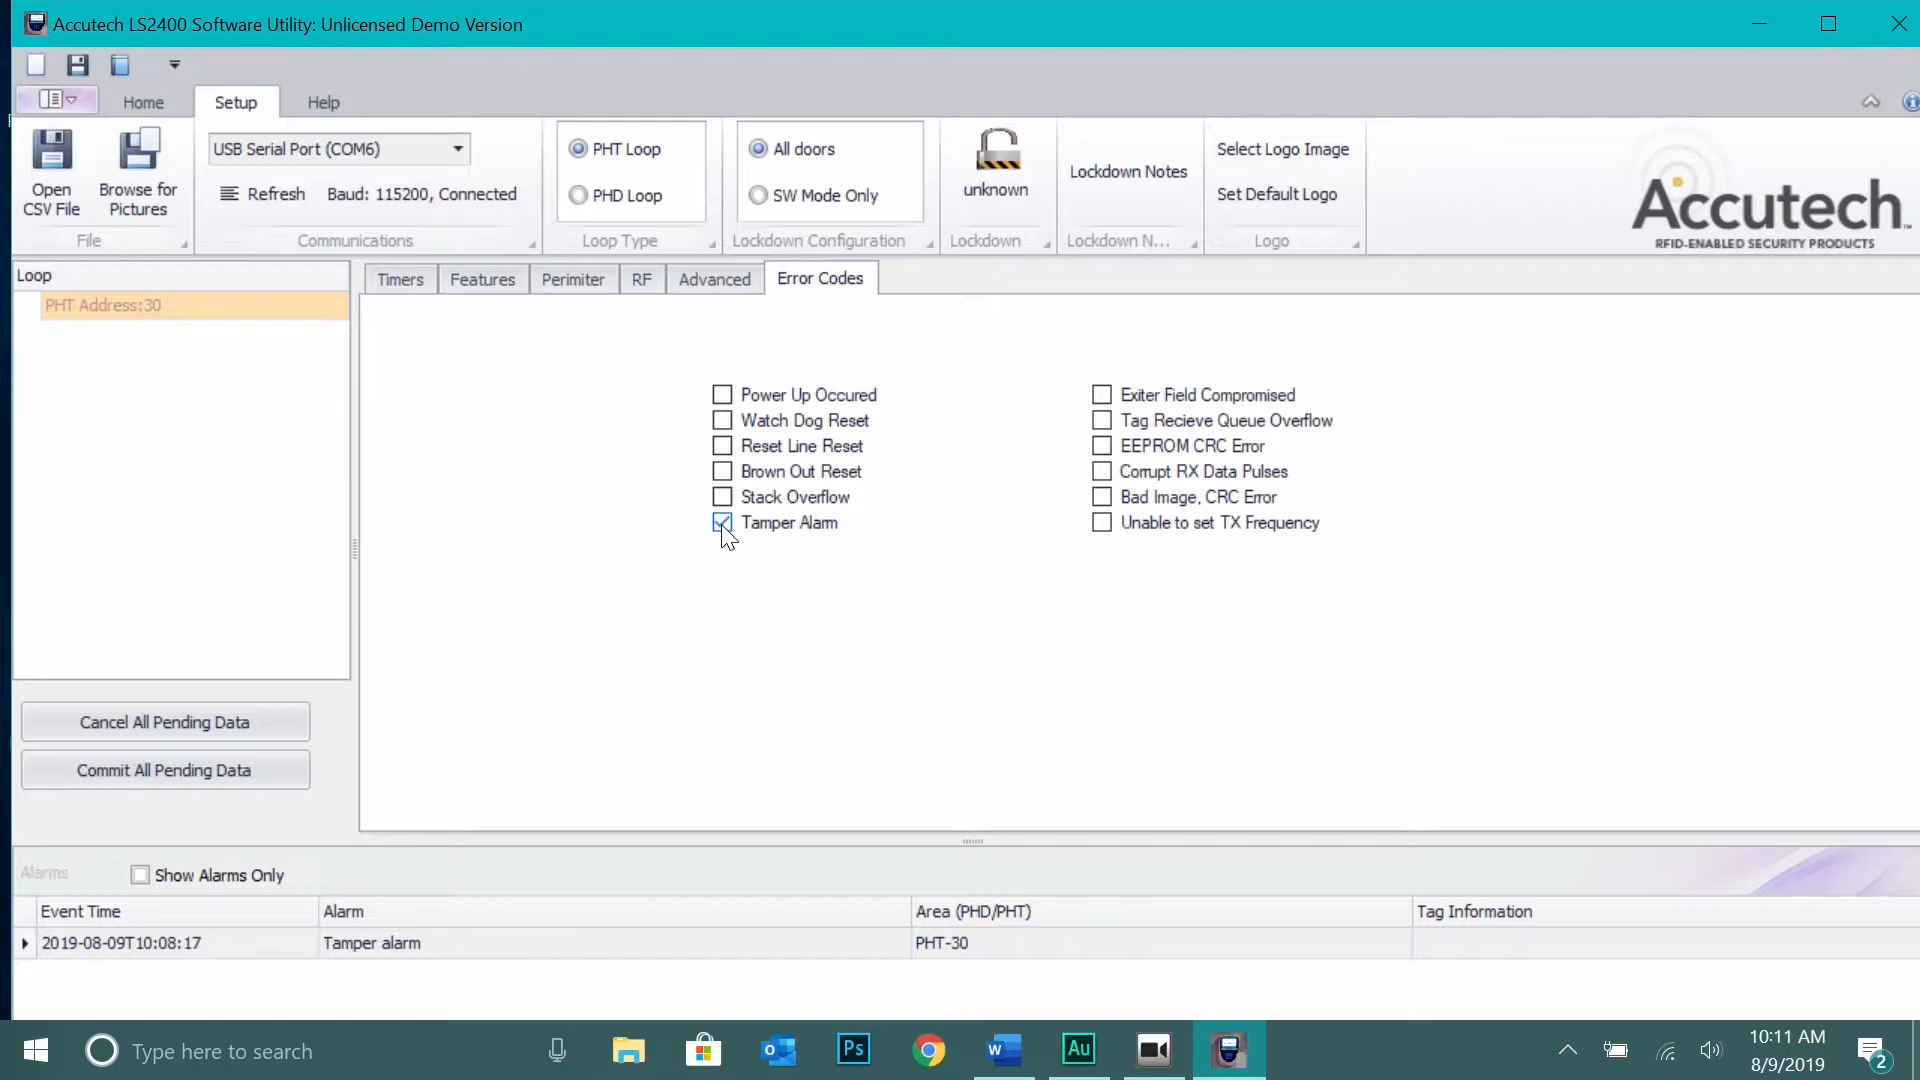 Accutech LS2400 Software Utility: Unlicensed Demo Version
Home
Setup
Help
Open
CSV File
Browse for
Pictures
File
USB Serial Port (COM6)
Refresh
Baud: 115200, Connected
Communications
PHT Loop
PHD Loop
Loop Type
All doors
SW Mode Only
Lockdown Configuration
unknown
Lockdown
Lockdown Notes
Lockdown N...
Select Logo Image
Set Default Logo
Logo
Accutech™
RFID-ENABLED SECURITY PRODUCTS
Loop
PHT Address:30
Timers
Features
Perimiter
RF
Advanced
Error Codes
Power Up Occured
Watch Dog Reset
Reset Line Reset
Brown Out Reset
Stack Overflow
Tamper Alarm
Exiter Field Compromised
Tag Recieve Queue Overflow
EEPROM CRC Error
Corrupt RX Data Pulses
Bad Image, CRC Error
Unable to set TX Frequency
Cancel All Pending Data
Commit All Pending Data
Alarms
Show Alarms Only
Event Time
Alarm
Area (PHD/PHT)
Tag Information
2019-08-09T10:08:17
Tamper alarm
PHT-30
Type here to search
Ps
Au
10:11 AM
8/9/2019
2